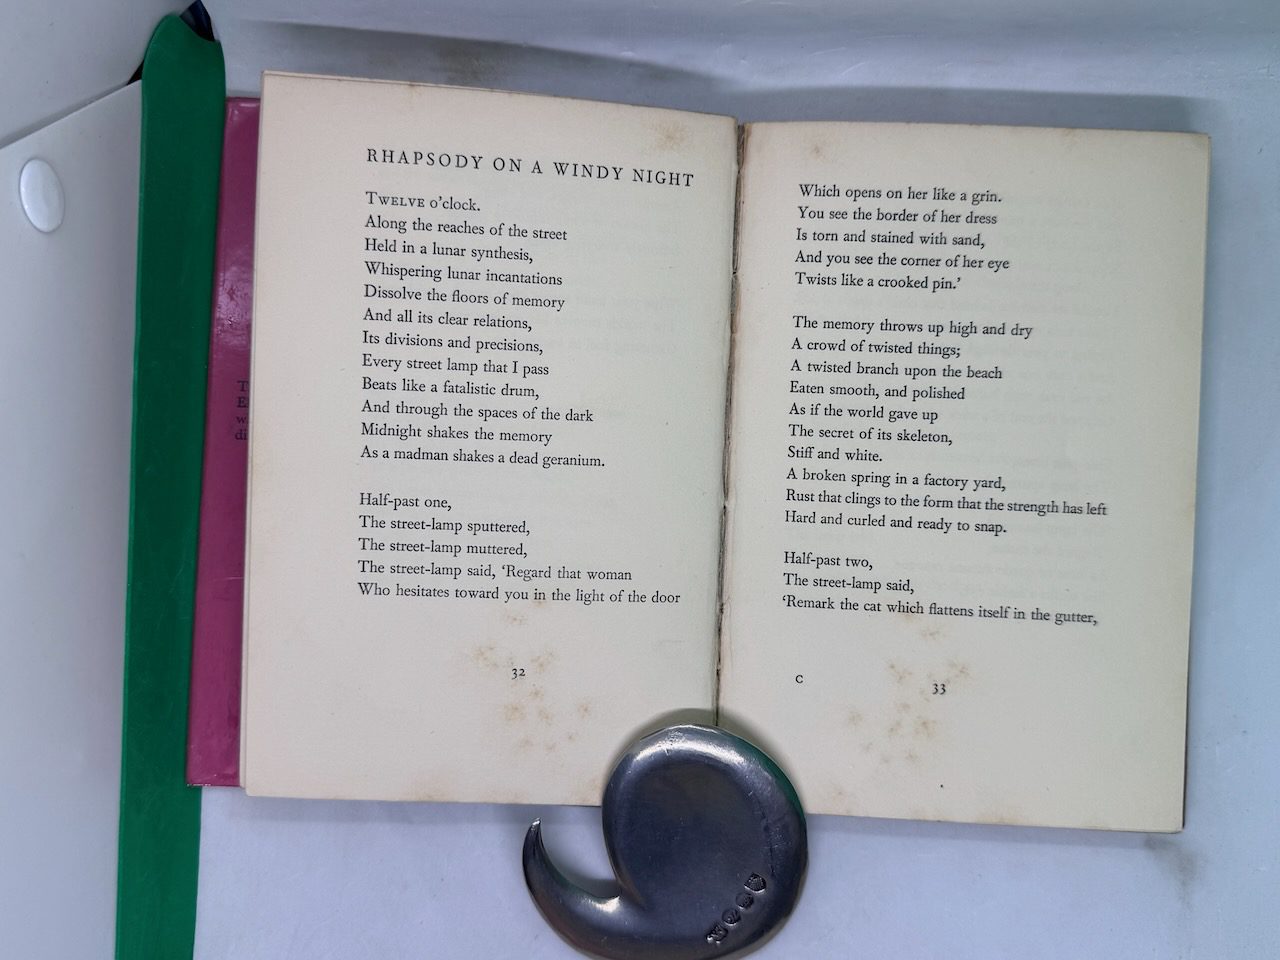 RHAPSODY ON A WINDY NIGHT
TWELVE o'clock.
Along the reaches of the street
Held in a lunar synthesis,
Whispering lunar incantations
Dissolve the floors of memory
And all its clear relations,
Its divisions and precisions,
Every street lamp that I pass
Beats like a fatalistic drum,
And through the spaces of the dark
Midnight shakes the memory
As a madman shakes a dead geranium.
Half-past one,
The street-lamp sputtered,
The street-lamp muttered,
The street-lamp said, 'Regard that woman
Who hesitates toward you in the light of the door
32
Which opens on her like a grin.
You see the border of her dress
Is torn and stained with sand,
And you see the corner of her eye
Twists like a crooked pin.'
The memory throws up high and dry
A crowd of twisted things;
A twisted branch upon the beach
Eaten smooth, and polished
As if the world gave up
The secret of its skeleton,
Stiff and white.
A broken spring in a factory yard,
Rust that clings to the form that the strength has left
Hard and curled and ready to snap.
Half-past two,
The street-lamp said,
'Remark the cat which flattens itself in the gutter,
C
33